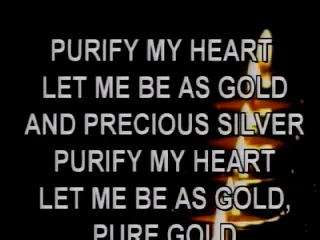 PURIFY MY HEART
LET ME BE AS GOLD
AND PRECIOUS SILVER
PURIFY MY HEART
LET ME BE AS GOLD,
PURE GOLD